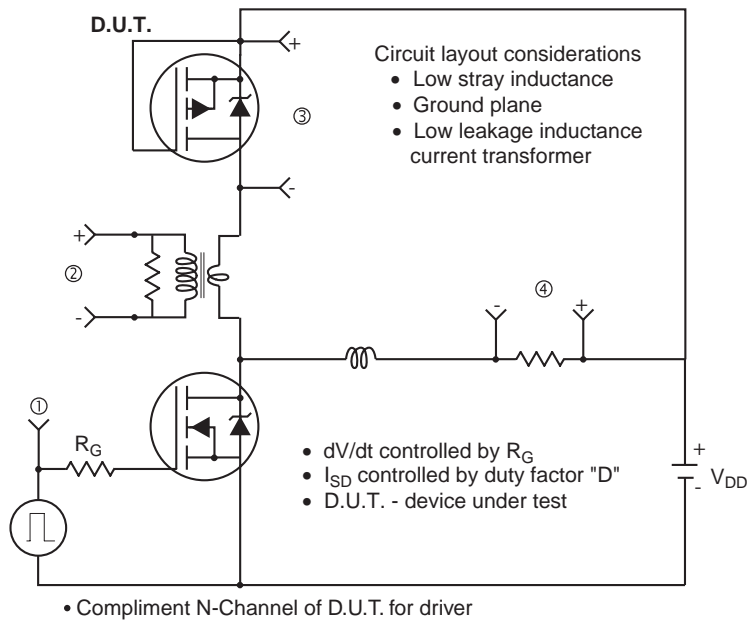 D.U.T.
+
Circuit layout considerations
• Low stray inductance
③
• Ground plane
• Low leakage inductance
current transformer
-
+
②
-
④
-
+
①
R_G
• dV/dt controlled by R_G
• I_SD controlled by duty factor "D"
• D.U.T. - device under test
+
V_DD
-
• Compliment N-Channel of D.U.T. for driver